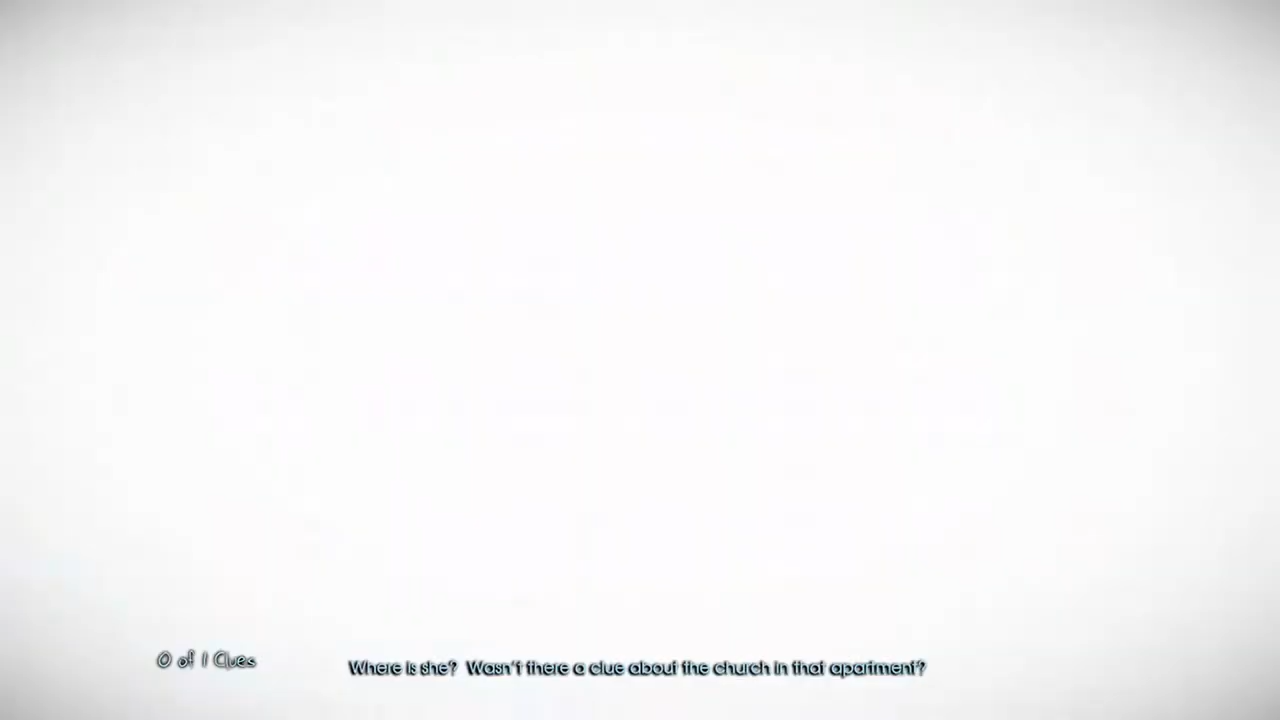 0 of 1 Clues
Where is she? Wasn't there a clue about the church in that apartment?